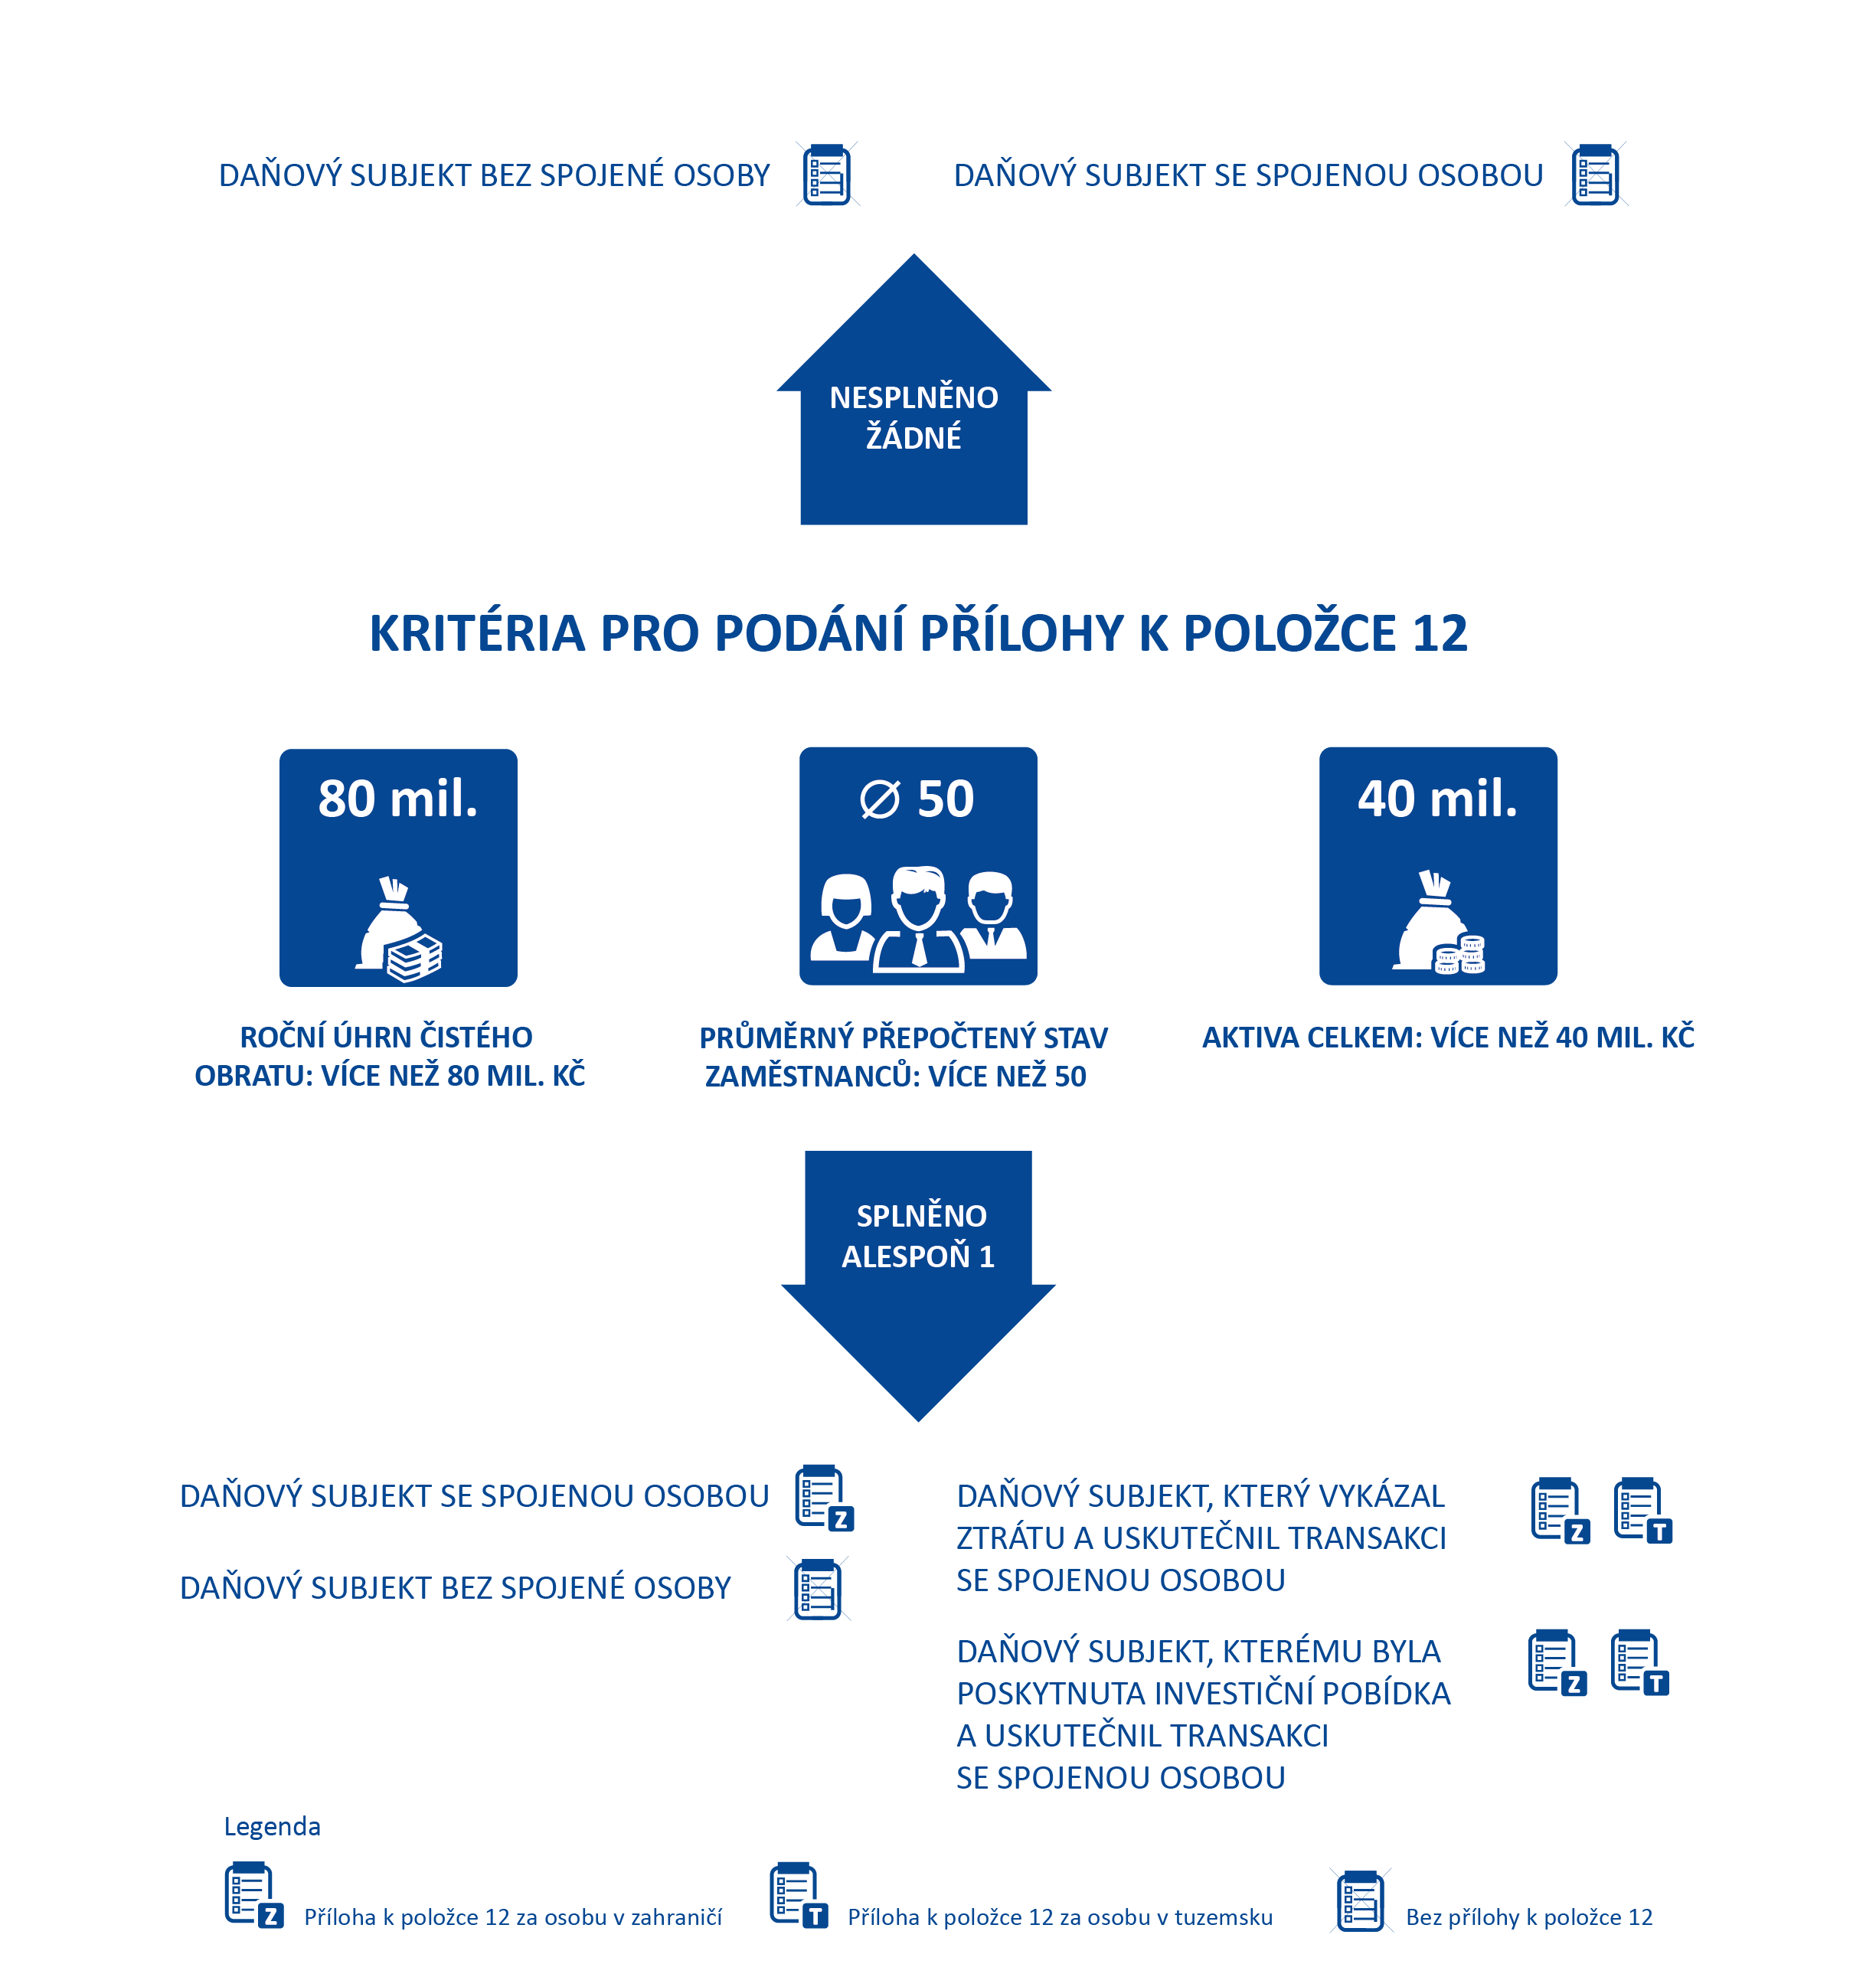 DAŇOVÝ SUBJEKT BEZ SPOJENÉ OSOBY
DAŇOVÝ SUBJEKT SE SPOJENOU OSOBOU
NESPLNĚNO
ŽÁDNÉ
KRITÉRIA PRO PODÁNÍ PŘÍLOHY K POLOŽCE 12
80 mil.
∅ 50
40 mil.
ROČNÍ ÚHRN ČISTÉHO
OBRATU: VÍCE NEŽ 80 MIL. KČ
PRŮMĚRNÝ PŘEPOČTENÝ STAV
ZAMĚSTNANCŮ: VÍCE NEŽ 50
AKTIVA CELKEM: VÍCE NEŽ 40 MIL. KČ
SPLNĚNO
ALESPOŇ 1
DAŇOVÝ SUBJEKT SE SPOJENOU OSOBOU
Z
DAŇOVÝ SUBJEKT BEZ SPOJENÉ OSOBY
DAŇOVÝ SUBJEKT, KTERÝ VYKÁZAL
ZTRÁTU A USKUTEČNIL TRANSAKCI
SE SPOJENOU OSOBOU
Z T
DAŇOVÝ SUBJEKT, KTERÉMU BYLA
POSKYTNUTA INVESTIČNÍ POBÍDKA
A USKUTEČNIL TRANSAKCI
SE SPOJENOU OSOBOU
Z T
Legenda
Z Příloha k položce 12 za osobu v zahraničí
T Příloha k položce 12 za osobu v tuzemsku
Bez přílohy k položce 12